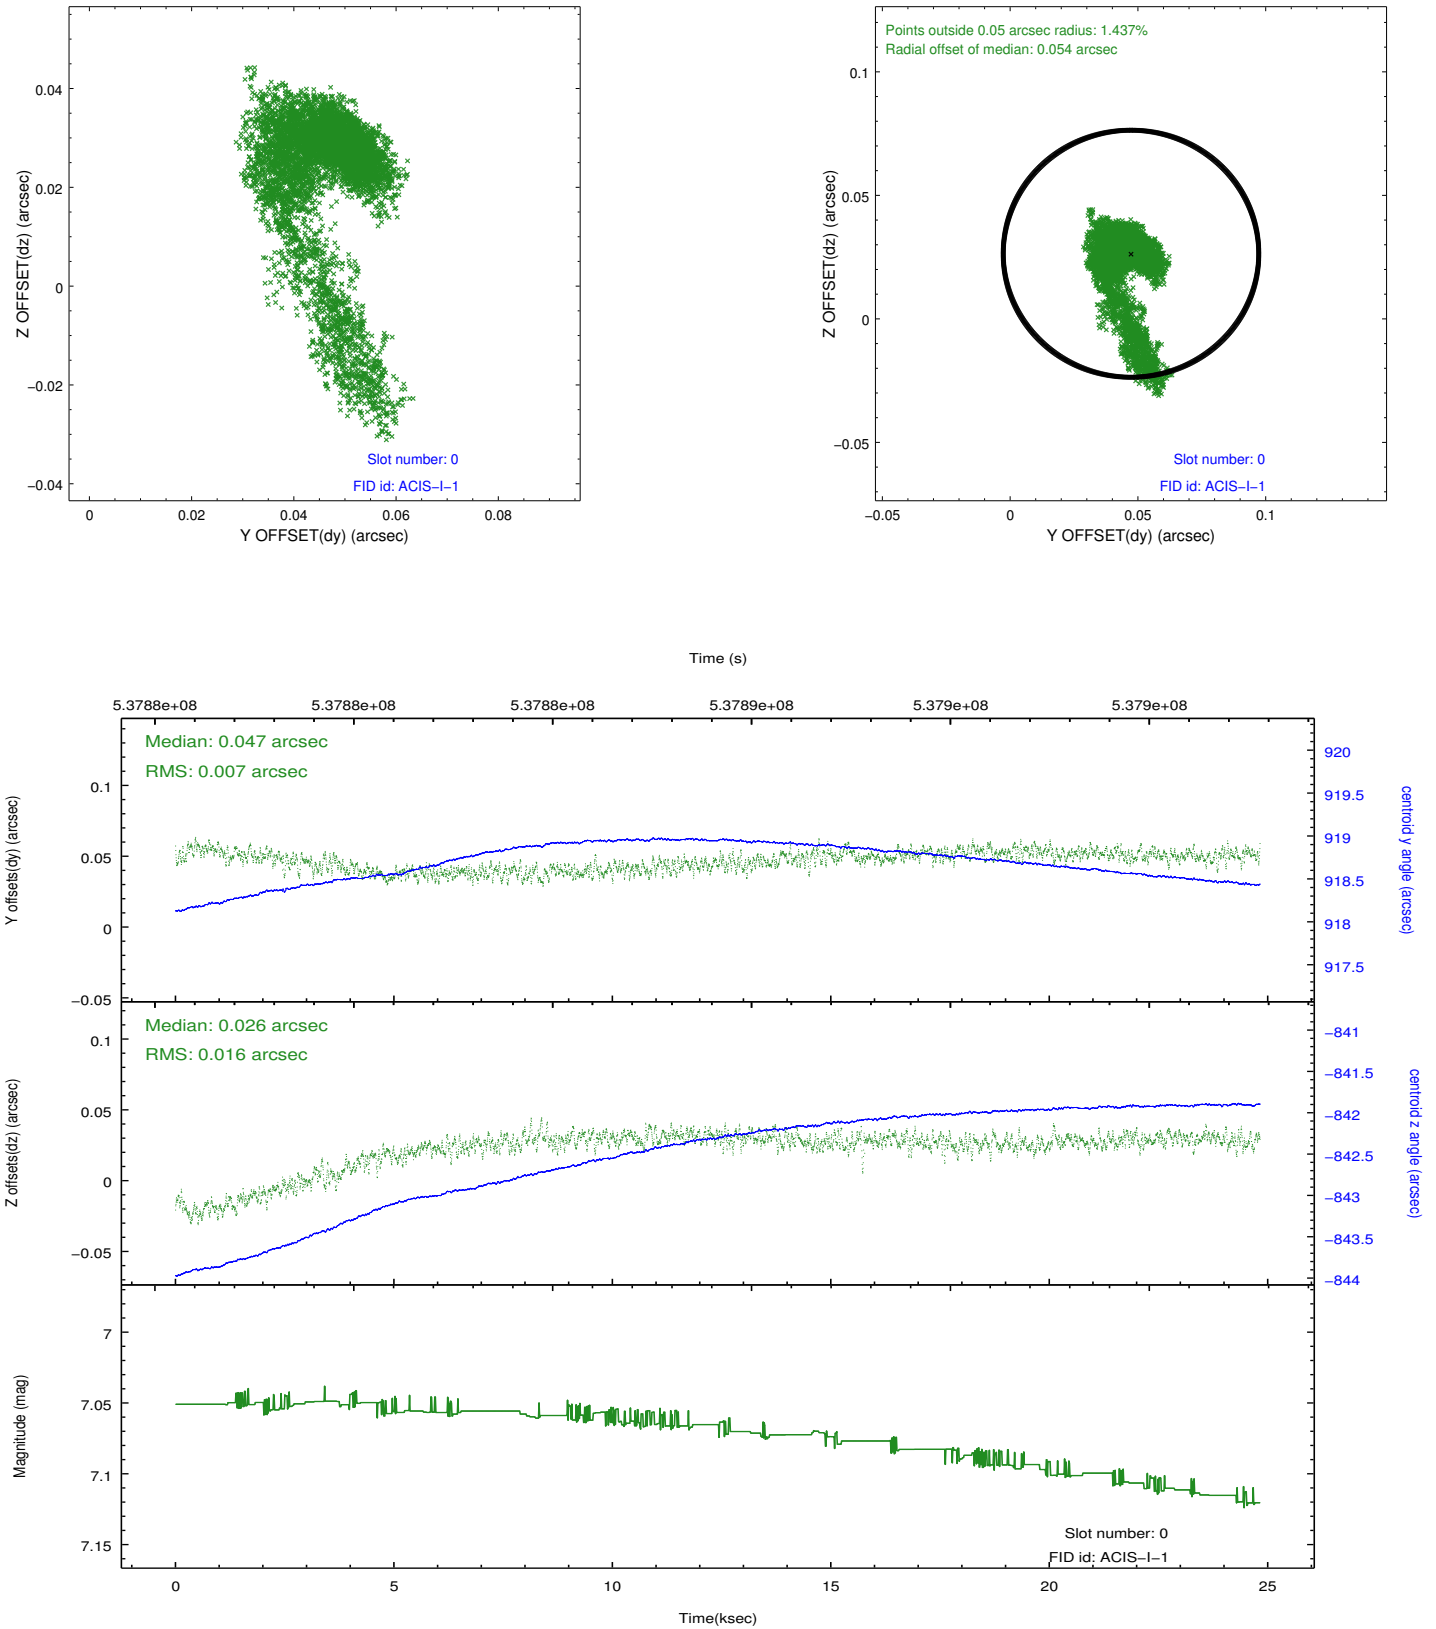 Z OFFSET(dz) (arcsec)
0.04
0.02
0
−0.02
−0.04
Slot number: 0
FID id: ACIS−I−1
0
0.02
0.04
0.06
0.08
Y OFFSET(dy) (arcsec)
Points outside 0.05 arcsec radius: 1.437%
Radial offset of median: 0.054 arcsec
Z OFFSET(dz) (arcsec)
0.1
0.05
0
−0.05
Slot number: 0
FID id: ACIS−I−1
−0.05
0
0.05
0.1
Y OFFSET(dy) (arcsec)
Time (s)
5.3788e+08
5.3788e+08
5.3788e+08
5.3789e+08
5.379e+08
5.379e+08
Median: 0.047 arcsec
RMS: 0.007 arcsec
Y offsets(dy) (arcsec)
0.1
0.05
0
−0.05
920
919.5
919
918.5
918
917.5
centroid y angle (arcsec)
Median: 0.026 arcsec
RMS: 0.016 arcsec
Z offsets(dz) (arcsec)
0.1
0.05
0
−0.05
−841
−841.5
−842
−842.5
−843
−843.5
−844
centroid z angle (arcsec)
Magnitude (mag)
7
7.05
7.1
7.15
Slot number: 0
FID id: ACIS−I−1
0
5
10
15
20
25
Time(ksec)